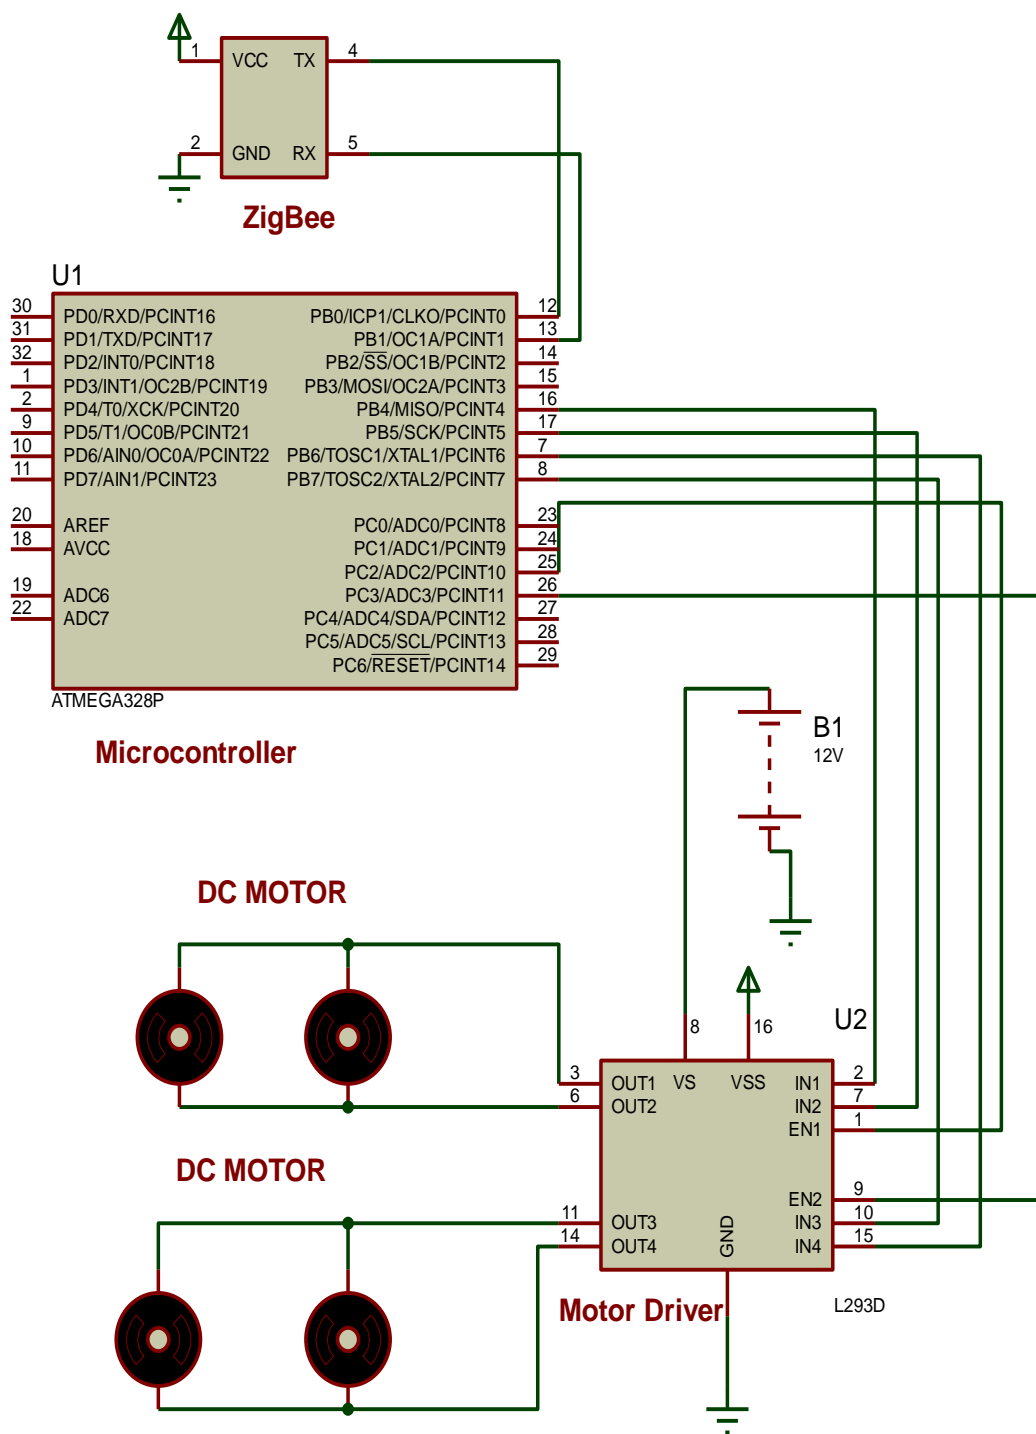 1 VCC TX 4
2 GND RX 5
ZigBee
U1
30 PD0/RXD/PCINT16 PB0/ICP1/CLKO/PCINT0 12
31 PD1/TXD/PCINT17 PB1/OC1A/PCINT1 13
32 PD2/INT0/PCINT18 PB2/SS/OC1B/PCINT2 14
1 PD3/INT1/OC2B/PCINT19 PB3/MOSI/OC2A/PCINT3 15
2 PD4/T0/XCK/PCINT20 PB4/MISO/PCINT4 16
9 PD5/T1/OC0B/PCINT21 PB5/SCK/PCINT5 17
10 PD6/AIN0/OC0A/PCINT22 PB6/TOSC1/XTAL1/PCINT6 7
11 PD7/AIN1/PCINT23 PB7/TOSC2/XTAL2/PCINT7 8
20 AREF PC0/ADC0/PCINT8 23
18 AVCC PC1/ADC1/PCINT9 24
PC2/ADC2/PCINT10 25
19 ADC6 PC3/ADC3/PCINT11 26
22 ADC7 PC4/ADC4/SDA/PCINT12 27
PC5/ADC5/SCL/PCINT13 28
PC6/RESET/PCINT14 29
ATMEGA328P
Microcontroller
B1
12V
DC MOTOR
8 16 U2
3 OUT1 VS VSS IN1 2
6 OUT2 IN2 7
EN1 1
DC MOTOR
EN2 9
11 OUT3 IN3 10
14 OUT4 GND IN4 15
Motor Driver
L293D